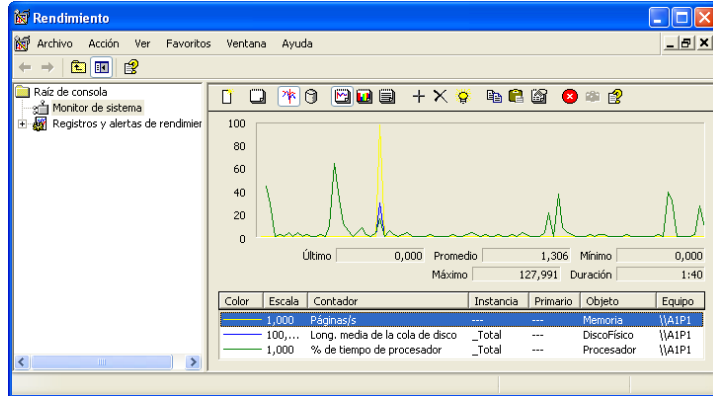 Rendimiento
Archivo Acción Ver Favoritos Ventana Ayuda
Raíz de consola
Monitor de sistema
Registros y alertas de rendimier
100
80
60
40
20
0
Último 0,000 Promedio 1,306 Mínimo 0,000
Máximo 127,991 Duración 1:40
Color Escala Contador Instancia Primario Objeto Equipo
1,000 Páginas/s --- --- Memoria \\A1P1
100,... Long. media de la cola de disco _Total --- DiscoFísico \\A1P1
1,000 % de tiempo de procesador _Total --- Procesador \\A1P1